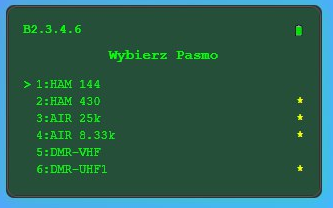 B2.3.4.6
Wybierz Pasmo
> 1:HAM 144
2:HAM 430 *
3:AIR 25k *
4:AIR 8.33k *
5:DMR-VHF
6:DMR-UHF1 *